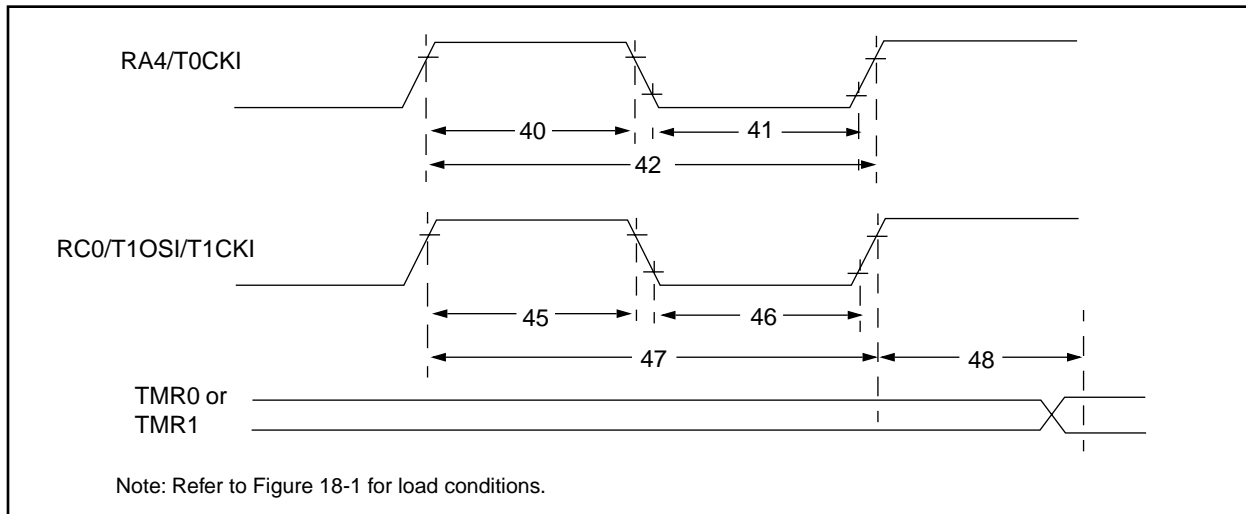 RA4/T0CKI
40
41
42
RC0/T1OSI/T1CKI
45
46
47
48
TMR0 or
TMR1
Note: Refer to Figure 18-1 for load conditions.